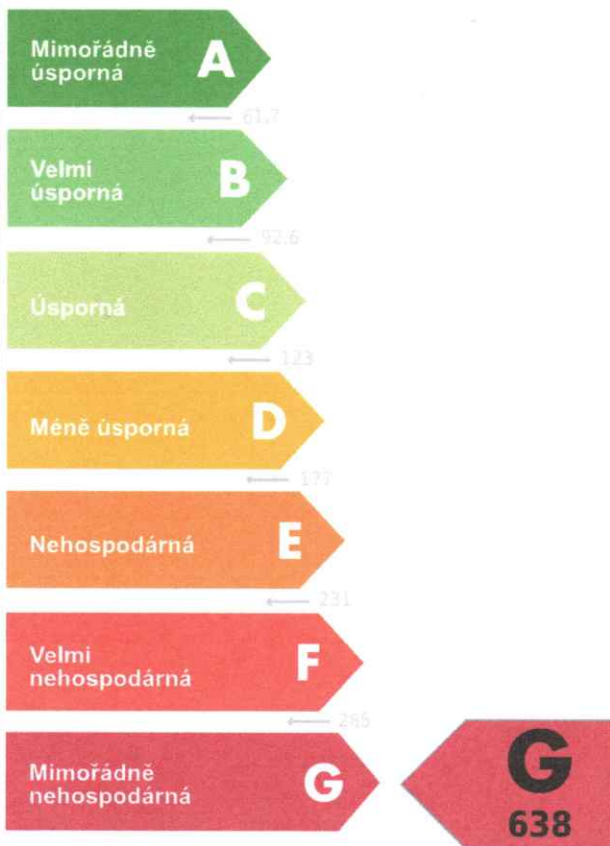 Mimořádně
úsporná
A
61,7
Velmi
úsporná
B
92,6
Úsporná
C
123
Méně úsporná
D
177
Nehospodárná
E
231
Velmi
nehospodárná
F
265
Mimořádně
nehospodárná
G
G
638